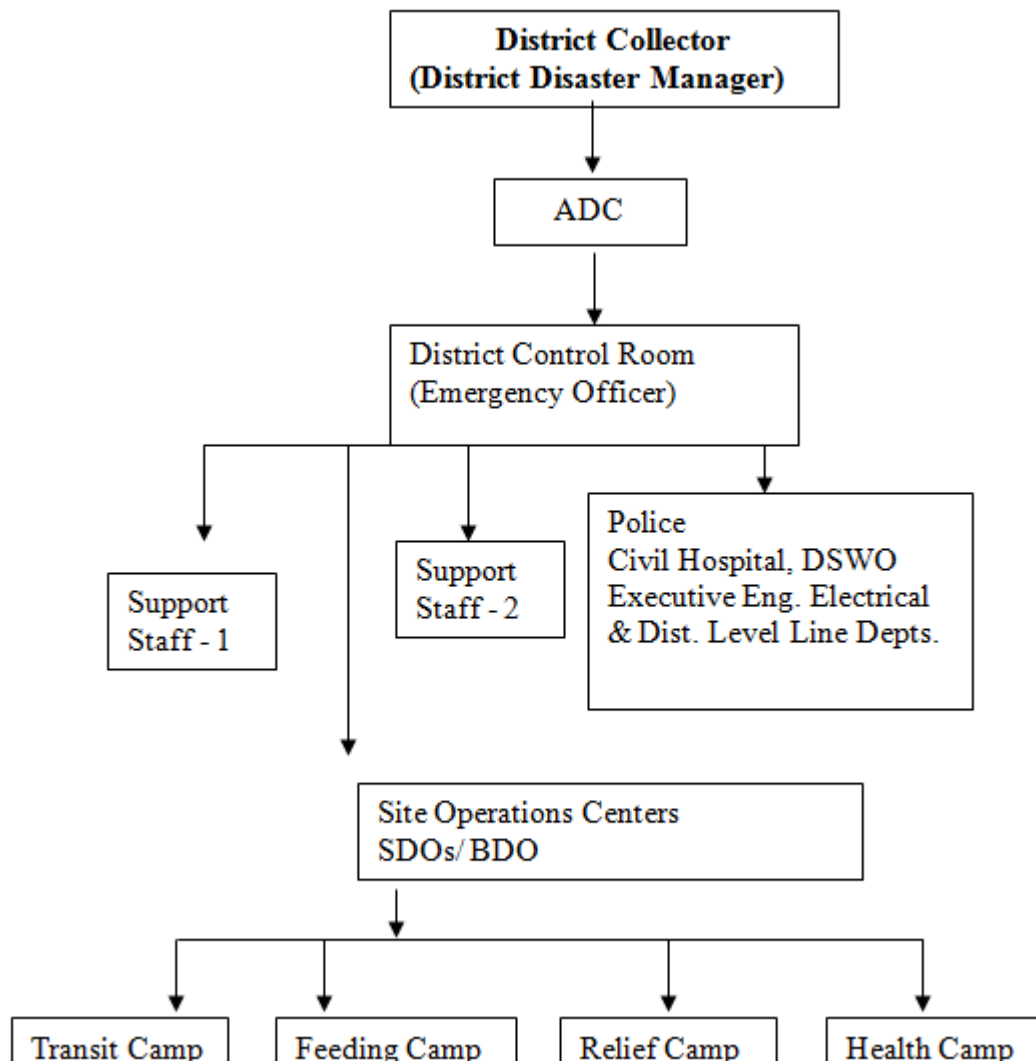 District Collector
(District Disaster Manager)
ADC
District Control Room
(Emergency Officer)
Support
Staff - 1
Support
Staff - 2
Police
Civil Hospital, DSWO
Executive Eng. Electrical
& Dist. Level Line Depts.
Site Operations Centers
SDOs/ BDO
Transit Camp
Feeding Camp
Relief Camp
Health Camp